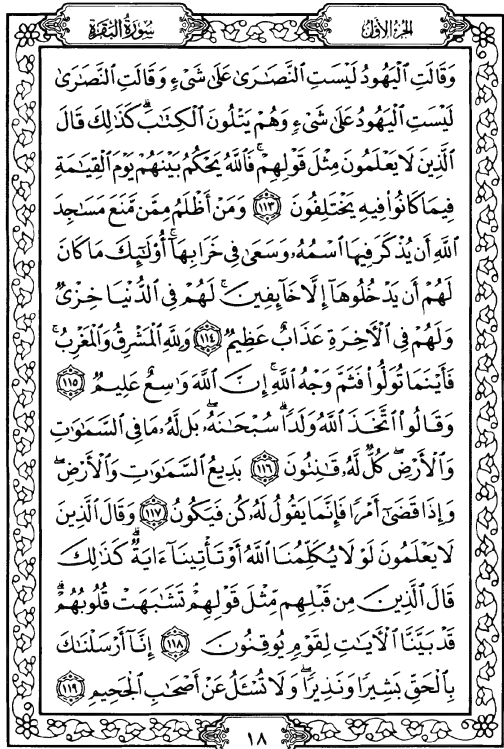 الجزء الأول
سورة البقرة
وَقَالَتِ ٱلْيَهُودُ لَيْسَتِ ٱلنَّصَٰرَىٰ عَلَىٰ شَىْءٍ وَقَالَتِ ٱلنَّصَٰرَىٰ
لَيْسَتِ ٱلْيَهُودُ عَلَىٰ شَىْءٍ وَهُمْ يَتْلُونَ ٱلْكِتَٰبَ ۗ كَذَٰلِكَ قَالَ
ٱلَّذِينَ لَا يَعْلَمُونَ مِثْلَ قَوْلِهِمْ ۚ فَٱللَّهُ يَحْكُمُ بَيْنَهُمْ يَوْمَ ٱلْقِيَٰمَةِ
فِيمَا كَانُوا۟ فِيهِ يَخْتَلِفُونَ ١١٣ وَمَنْ أَظْلَمُ مِمَّن مَّنَعَ مَسَٰجِدَ
ٱللَّهِ أَن يُذْكَرَ فِيهَا ٱسْمُهُۥ وَسَعَىٰ فِى خَرَابِهَآ ۚ أُو۟لَٰٓئِكَ مَا كَانَ
لَهُمْ أَن يَدْخُلُوهَآ إِلَّا خَآئِفِينَ ۚ لَهُمْ فِى ٱلدُّنْيَا خِزْىٌ
وَلَهُمْ فِى ٱلْءَاخِرَةِ عَذَابٌ عَظِيمٌ ١١٤ وَلِلَّهِ ٱلْمَشْرِقُ وَٱلْمَغْرِبُ ۚ
فَأَيْنَمَا تُوَلُّوا۟ فَثَمَّ وَجْهُ ٱللَّهِ ۚ إِنَّ ٱللَّهَ وَٰسِعٌ عَلِيمٌ ١١٥
وَقَالُوا۟ ٱتَّخَذَ ٱللَّهُ وَلَدًا ۗ سُبْحَٰنَهُۥ ۖ بَل لَّهُۥ مَا فِى ٱلسَّمَٰوَٰتِ
وَٱلْأَرْضِ ۖ كُلٌّ لَّهُۥ قَٰنِتُونَ ١١٦ بَدِيعُ ٱلسَّمَٰوَٰتِ وَٱلْأَرْضِ ۖ
وَإِذَا قَضَىٰٓ أَمْرًا فَإِنَّمَا يَقُولُ لَهُۥ كُن فَيَكُونُ ١١٧ وَقَالَ ٱلَّذِينَ
لَا يَعْلَمُونَ لَوْلَا يُكَلِّمُنَا ٱللَّهُ أَوْ تَأْتِينَآ ءَايَةٌ ۗ كَذَٰلِكَ
قَالَ ٱلَّذِينَ مِن قَبْلِهِم مِّثْلَ قَوْلِهِمْ ۘ تَشَٰبَهَتْ قُلُوبُهُمْ ۗ
قَدْ بَيَّنَّا ٱلْءَايَٰتِ لِقَوْمٍ يُوقِنُونَ ١١٨ إِنَّآ أَرْسَلْنَٰكَ
بِٱلْحَقِّ بَشِيرًا وَنَذِيرًا ۖ وَلَا تُسْـَٔلُ عَنْ أَصْحَٰبِ ٱلْجَحِيمِ ١١٩
١٨